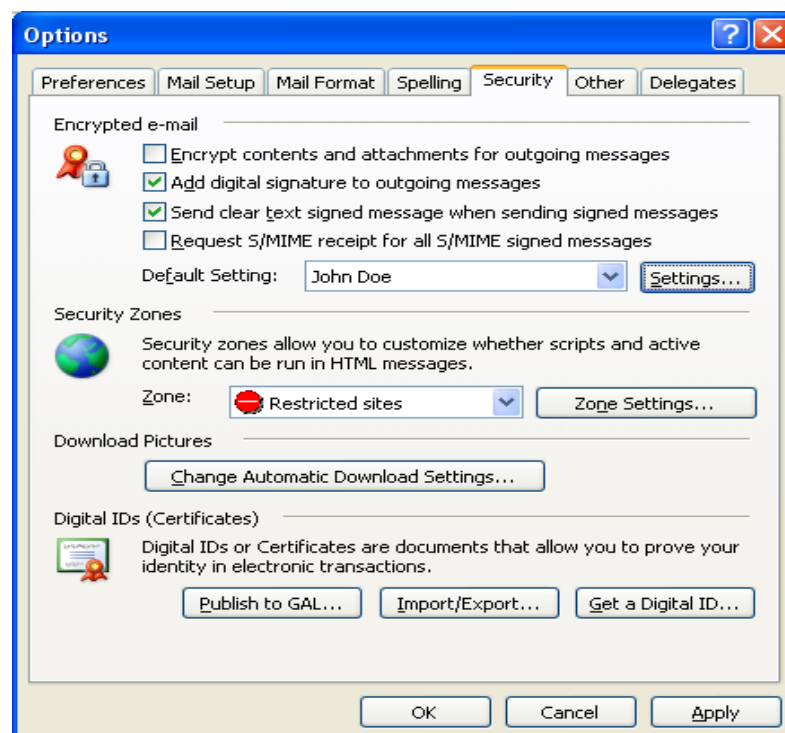 Options
Preferences Mail Setup Mail Format Spelling Security Other Delegates
Encrypted e-mail
Encrypt contents and attachments for outgoing messages
Add digital signature to outgoing messages
Send clear text signed message when sending signed messages
Request S/MIME receipt for all S/MIME signed messages
Default Setting: John Doe Settings...
Security Zones
Security zones allow you to customize whether scripts and active
content can be run in HTML messages.
Zone: Restricted sites Zone Settings...
Download Pictures
Change Automatic Download Settings...
Digital IDs (Certificates)
Digital IDs or Certificates are documents that allow you to prove your
identity in electronic transactions.
Publish to GAL... Import/Export... Get a Digital ID...
OK Cancel Apply